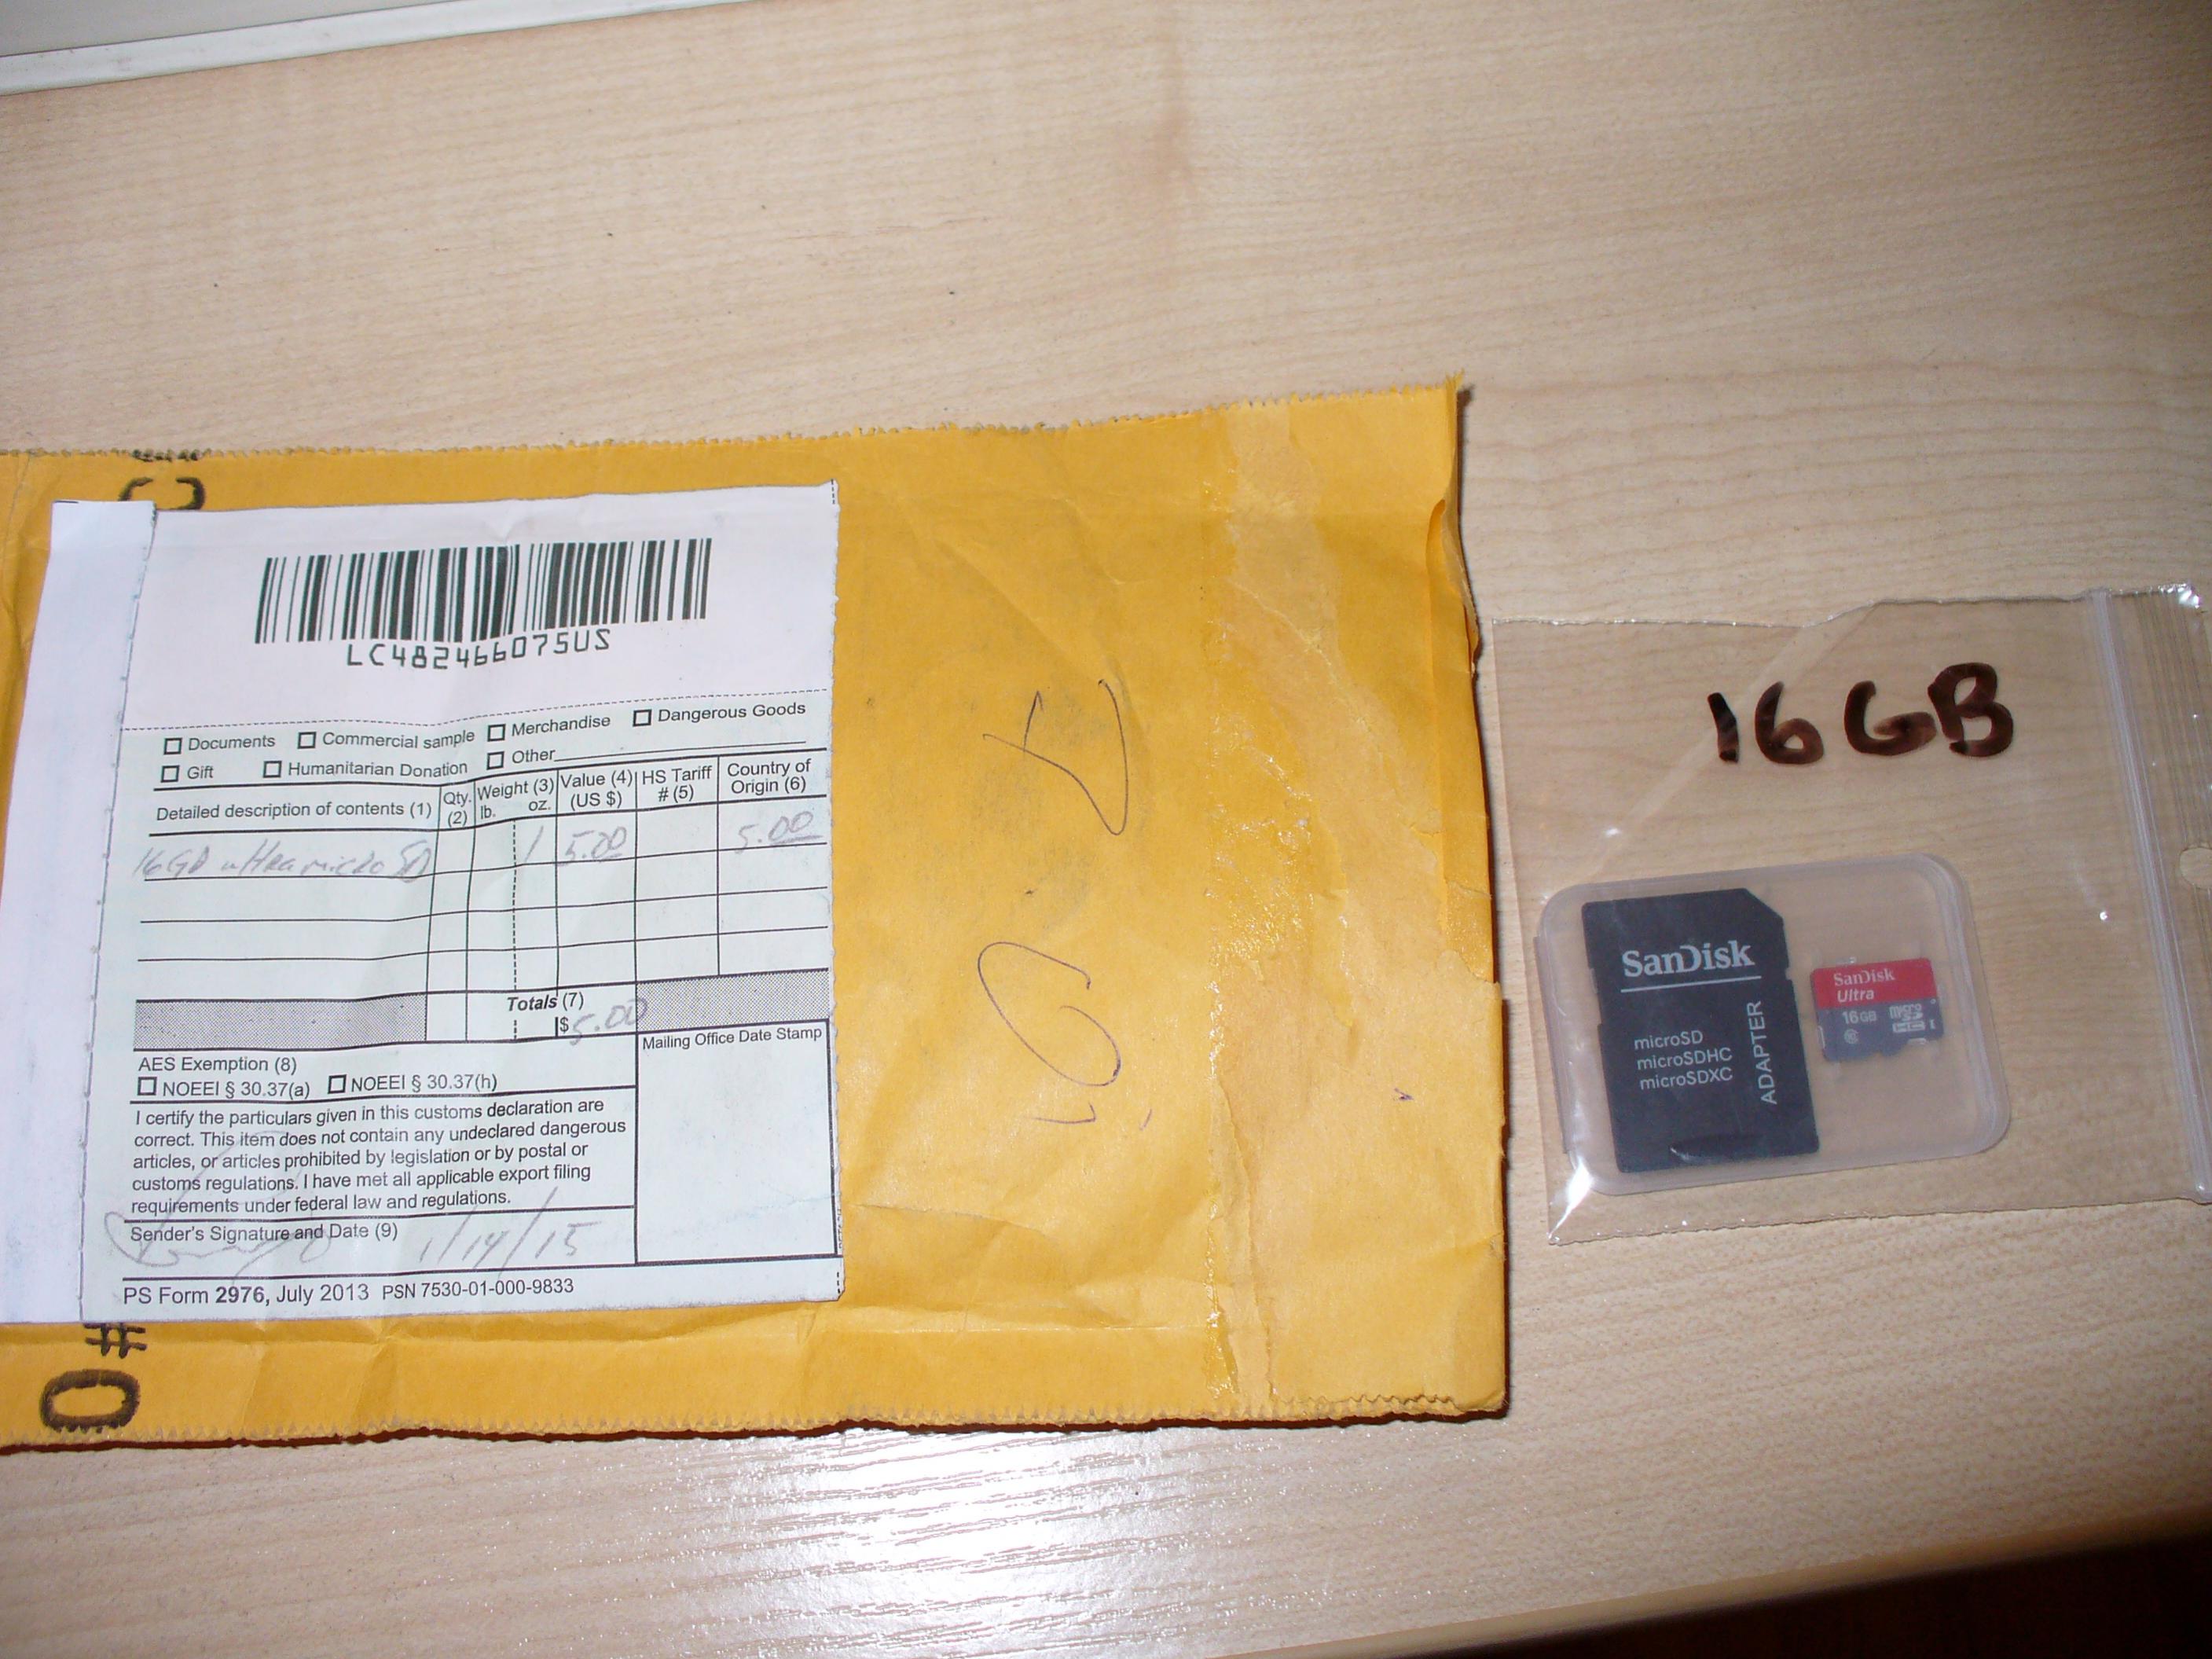 LC482466075US
Documents Commercial sample Merchandise Dangerous Goods
Gift Humanitarian Donation Other
Detailed description of contents (1) Qty. (2) Weight (3) lb. oz. Value (4) (US $) HS Tariff # (5) Country of Origin (6)
16GB ultra micro SD 1 5.00 5.00
Totals (7)
$ 5.00
AES Exemption (8)
NOEEI § 30.37(a) NOEEI § 30.37(h)
Mailing Office Date Stamp
I certify the particulars given in this customs declaration are
correct. This item does not contain any undeclared dangerous
articles, or articles prohibited by legislation or by postal or
customs regulations. I have met all applicable export filing
requirements under federal law and regulations.
Sender's Signature and Date (9)
1/14/15
PS Form 2976, July 2013 PSN 7530-01-000-9833
#
16GB
SanDisk
microSD
microSDHC
microSDXC
ADAPTER
SanDisk
Ultra
16GB microSD
HC I